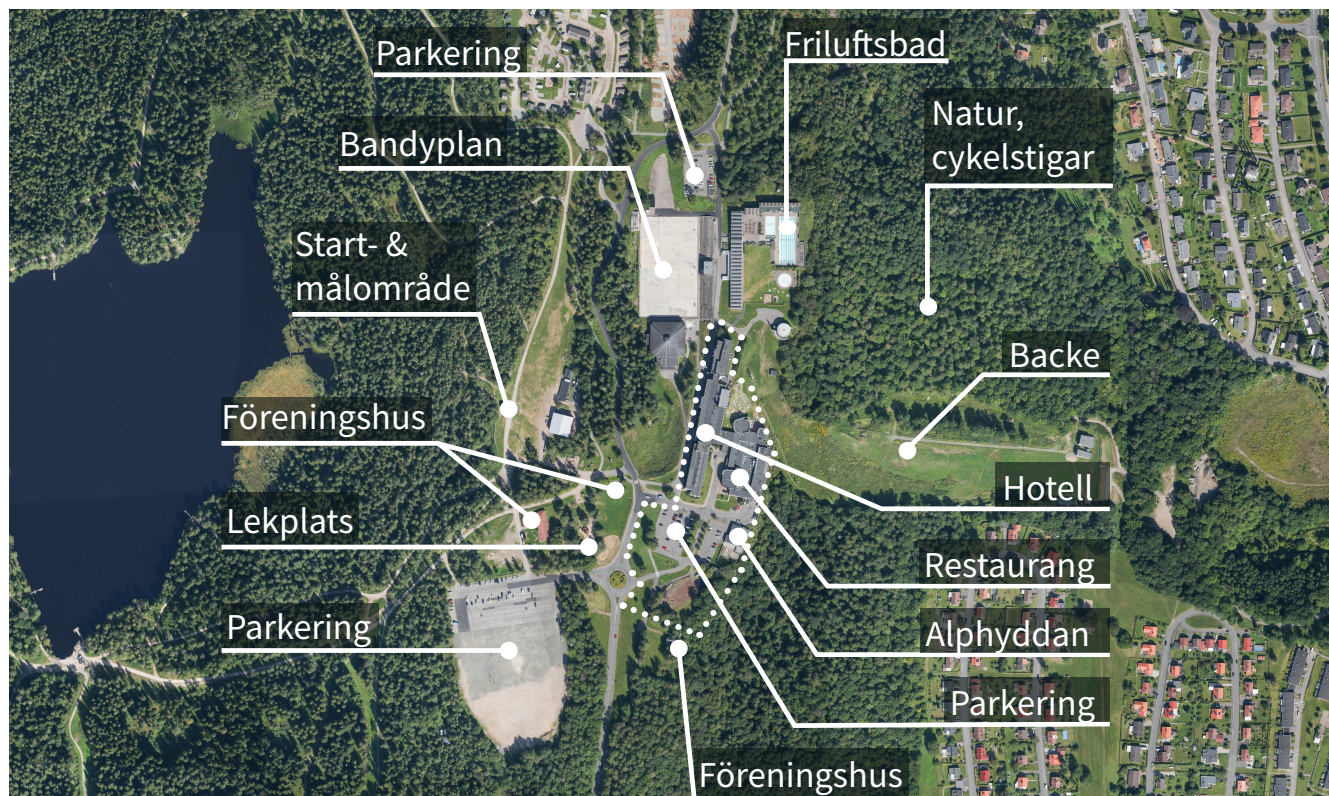 Parkering
Friluftsbad
Bandyplan
Natur,
cykelstigar
Start- &
målområde
Backe
Föreningshus
Hotell
Lekplats
Restaurang
Parkering
Alphyddan
Parkering
Föreningshus